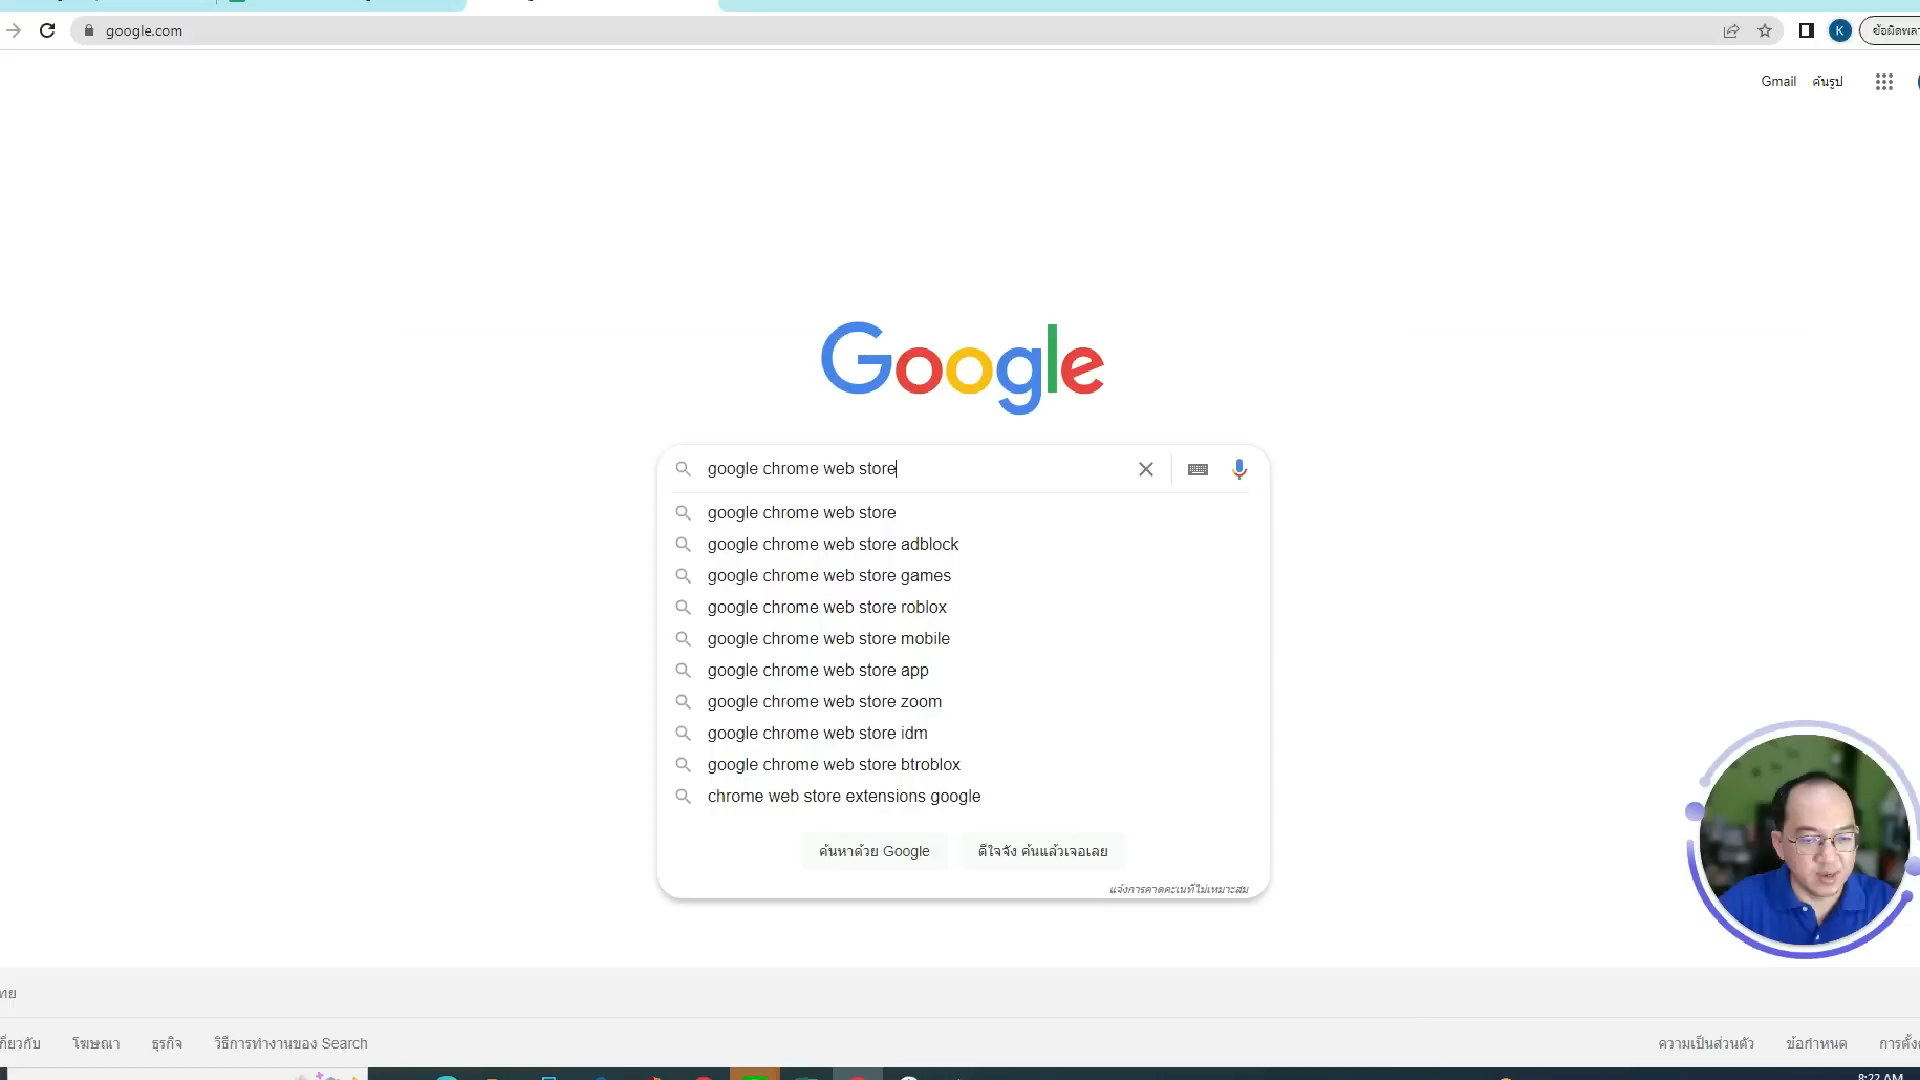 google.com
K
Gmail ค้นรูป
Google
google chrome web store
google chrome web store
google chrome web store adblock
google chrome web store games
google chrome web store roblox
google chrome web store mobile
google chrome web store app
google chrome web store zoom
google chrome web store idm
google chrome web store btroblox
chrome web store extensions google
ค้นหาด้วย Google ดีใจจัง ค้นแล้วเจอเลย
แจ้งการคาดคะเนที่ไม่เหมาะสม
โฆษณา ธุรกิจ วิธีการทำงานของ Search
ความเป็นส่วนตัว ข้อกำหนด
8:22 AM